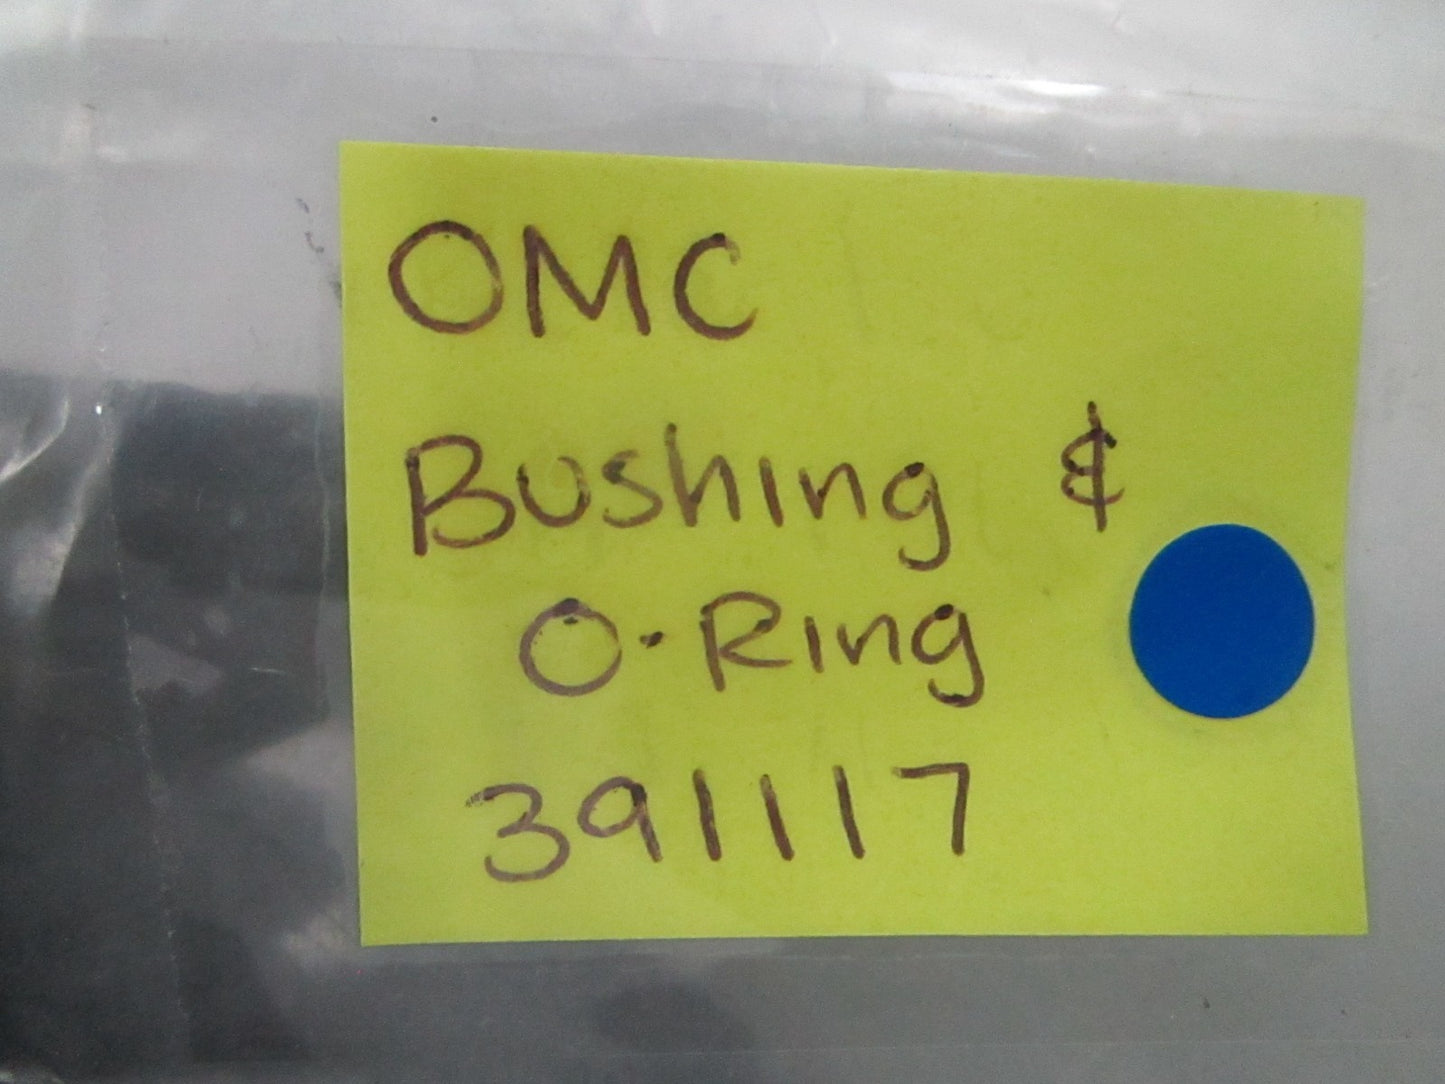 OMC
Bushing &
O-Ring
391117